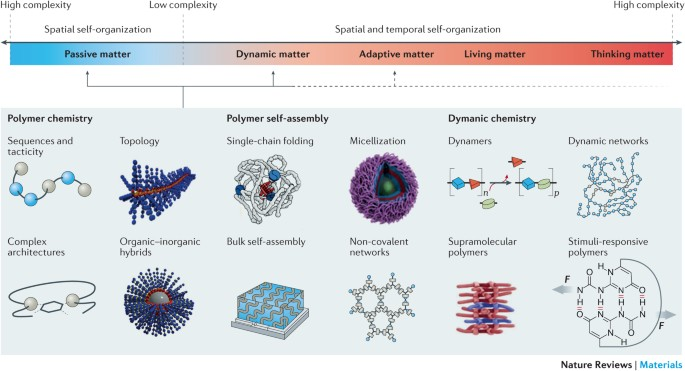 High complexity
Low complexity
High complexity
Spatial self-organization
Spatial and temporal self-organization
Passive matter
Dynamic matter
Adaptive matter
Living matter
Thinking matter
Polymer chemistry
Polymer self-assembly
Dymanic chemistry
Sequences and
tacticity
Topology
Single-chain folding
Micellization
Dynamers
Dynamic networks
n
p
Complex
architectures
Organic–inorganic
hybrids
Bulk self-assembly
Non-covalent
networks
Supramolecular
polymers
Stimuli-responsive
polymers
F
H
O
O
N
N
N
N
N
H
H
H
H
O
N
N
N
N
O
N
H
F
Nature Reviews | Materials